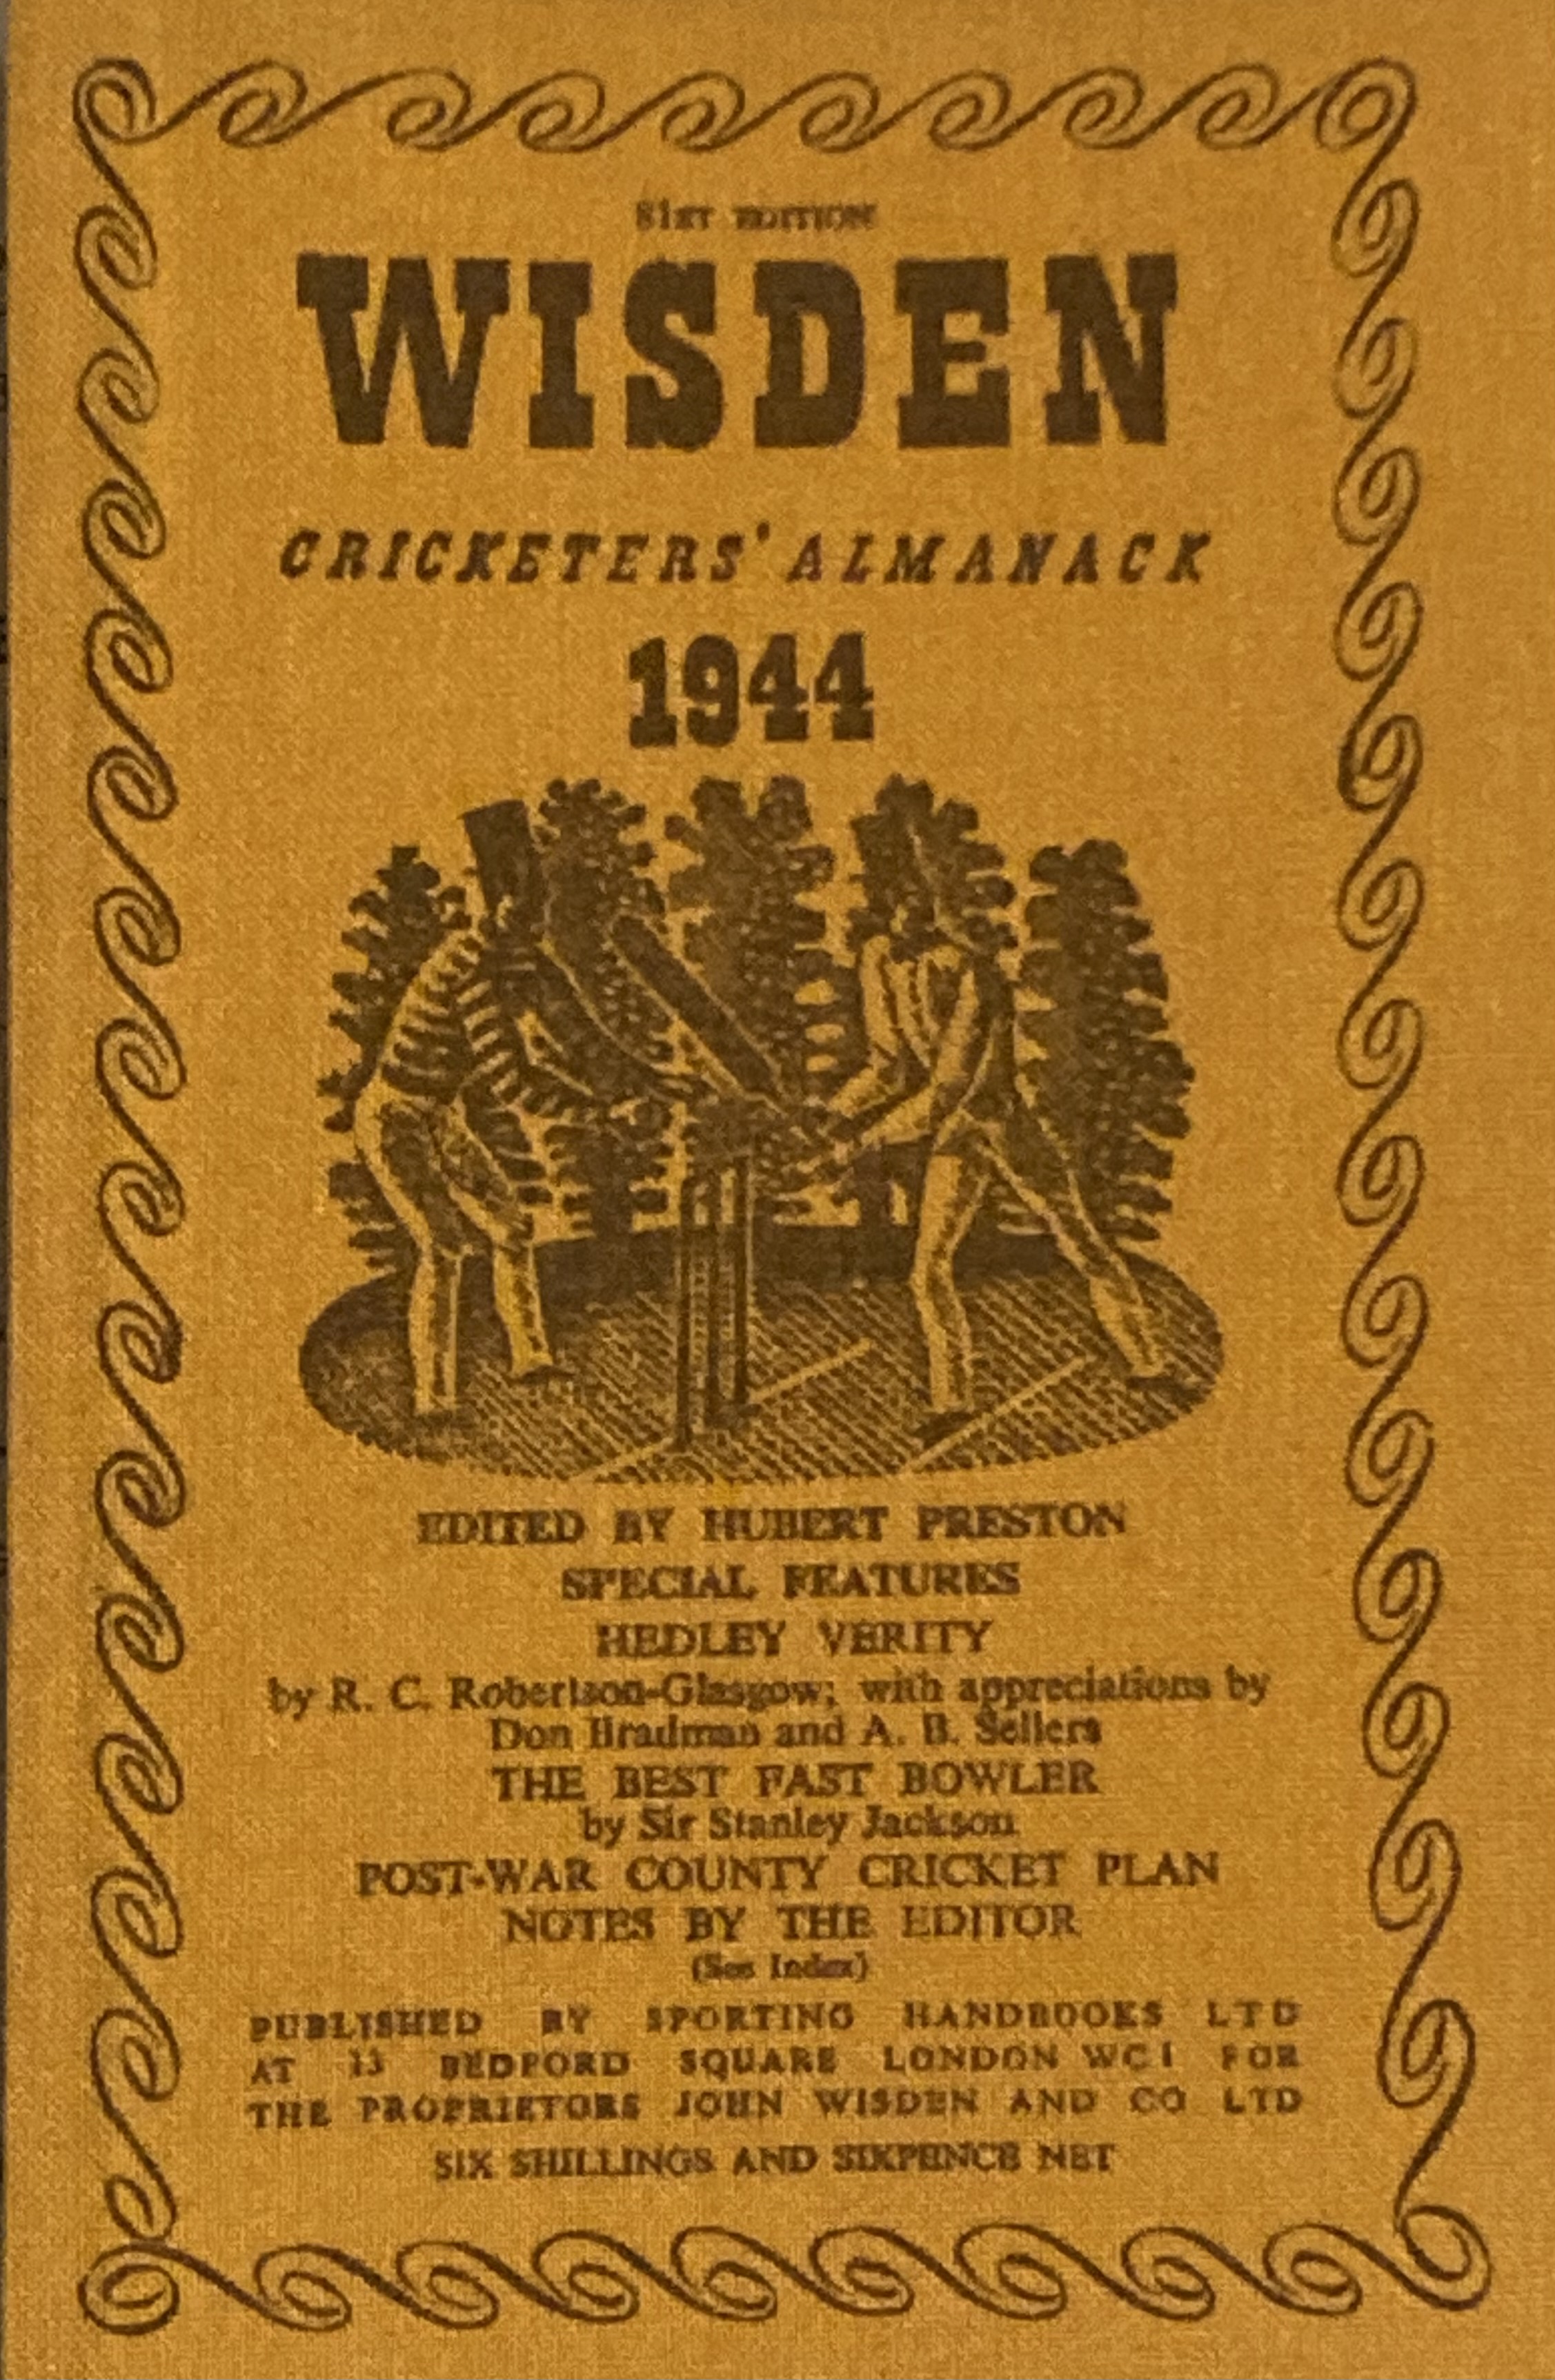 81ST EDITION
WISDEN
CRICKETERS' ALMANACK
1944
EDITED BY HUBERT PRESTON
SPECIAL FEATURES
HEDLEY VERITY
by R. C. Robertson-Glasgow; with appreciations by
Don Bradman and A. B. Sellers
THE BEST FAST BOWLER
by Sir Stanley Jackson
POST-WAR COUNTY CRICKET PLAN
NOTES BY THE EDITOR
(See Index)
PUBLISHED BY SPORTING HANDBOOKS LTD
AT 13 BEDFORD SQUARE LONDON WC1 FOR
THE PROPRIETORS JOHN WISDEN AND CO LTD
SIX SHILLINGS AND SIXPENCE NET